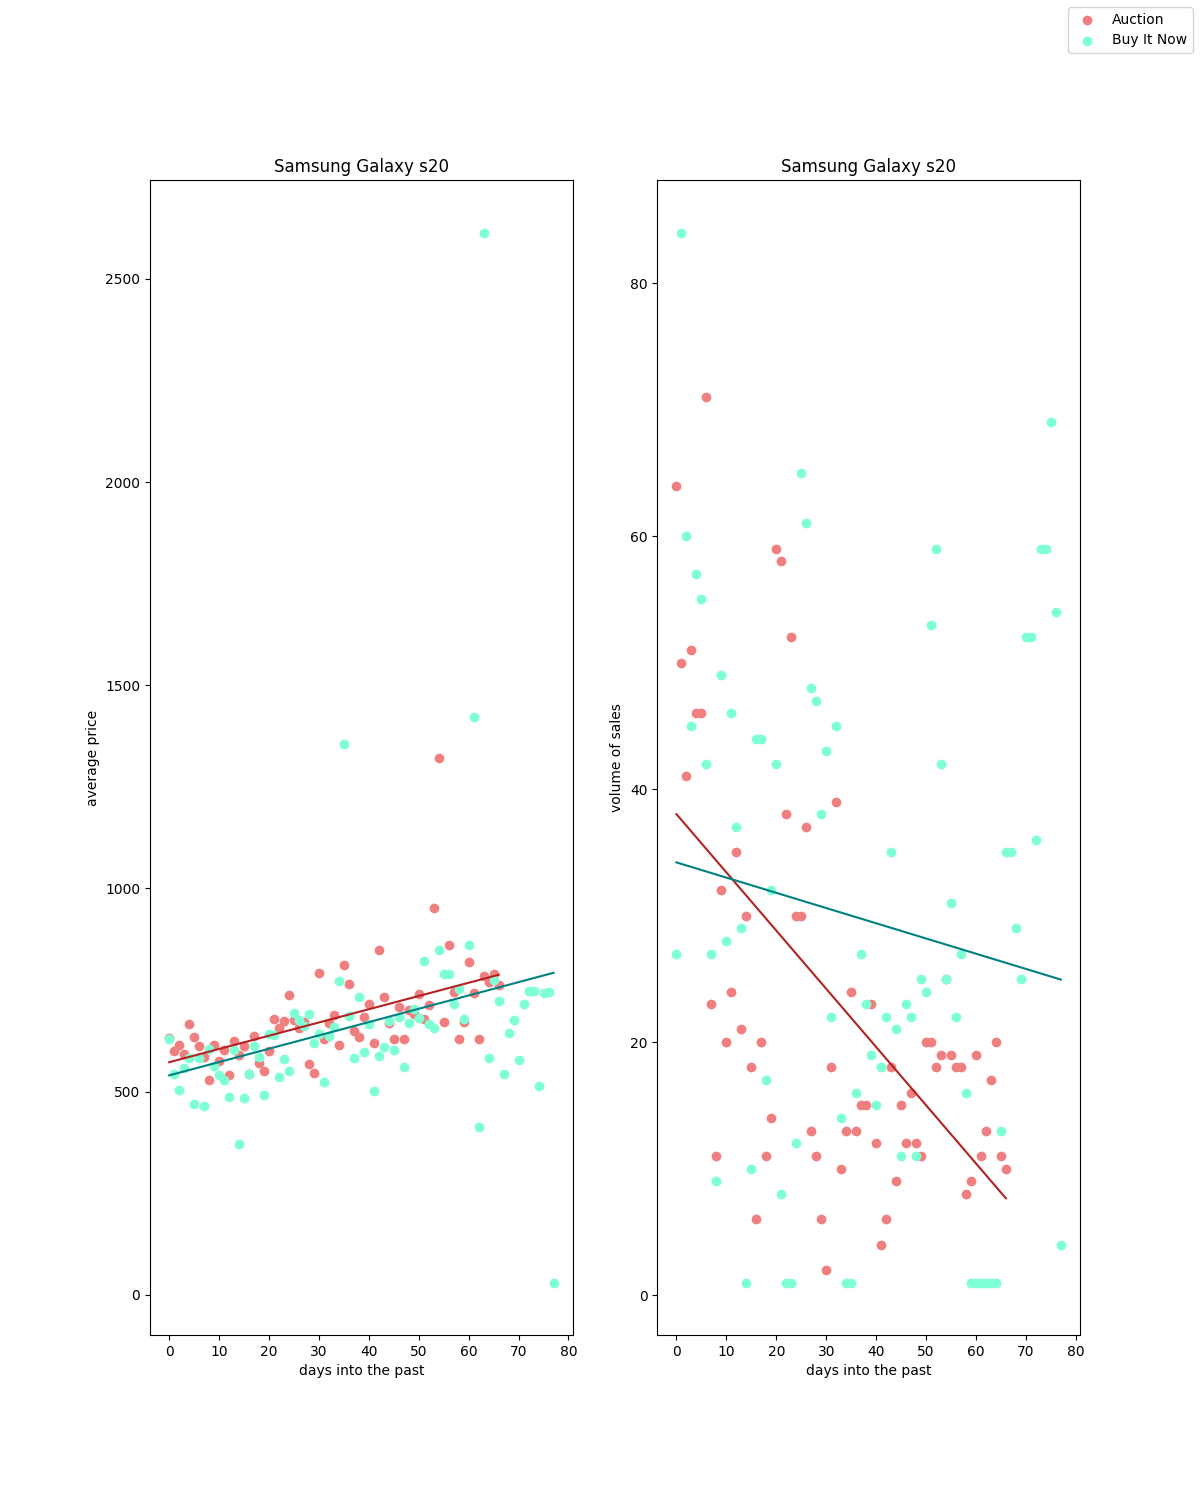 Auction
Buy It Now
Samsung Galaxy s20
average price
2500
2000
1500
1000
500
0
0 10 20 30 40 50 60 70 80
days into the past
Samsung Galaxy s20
volume of sales
80
60
40
20
0
0 10 20 30 40 50 60 70 80
days into the past